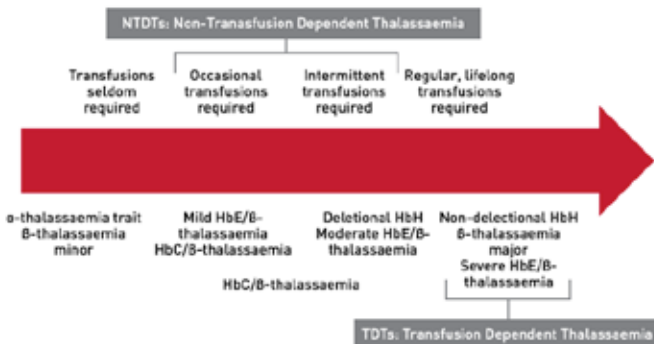 NTDTs: Non-Tranasfusion Dependent Thalassaemia
Transfusions
seldom
required
Occasional
transfusions
required
Intermittent
transfusions
required
Regular, lifelong
transfusions
required
α-thalassaemia trait
β-thalassaemia
minor
Mild HbE/β-
thalassaemia
HbC/β-thalassaemia
Deletional HbH
Moderate HbE/β-
thalassaemia
HbC/β-thalassaemia
Non-delectional HbH
β-thalassaemia
major
Severe HbE/β-
thalassaemia
TDTs: Transfusion Dependent Thalassaemia